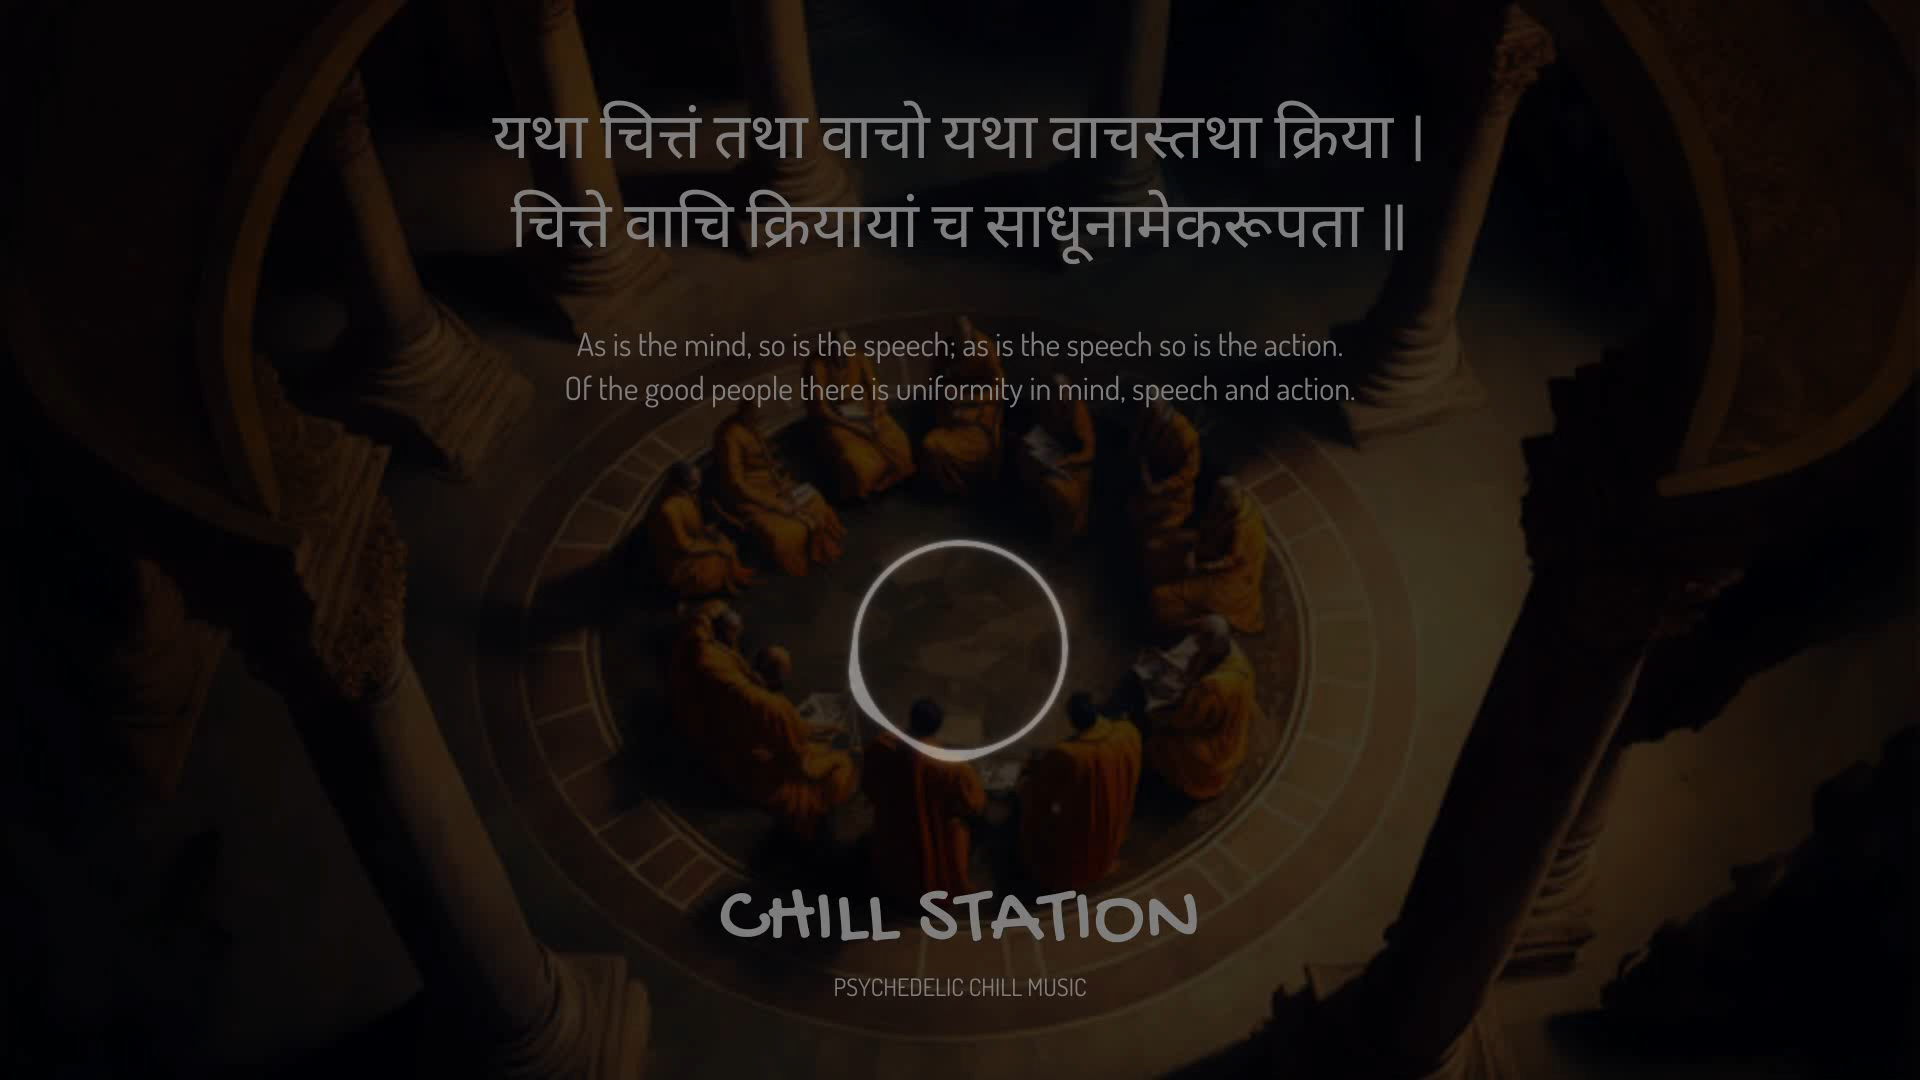 यथा चित्तं तथा वाचो यथा वाचस्तथा क्रिया |
चित्ते वाचि क्रियायां च साधूनामेकरूपता ||
As is the mind, so is the speech; as is the speech so is the action.
Of the good people there is uniformity in mind, speech and action.
CHILL STATION
PSYCHEDELIC CHILL MUSIC